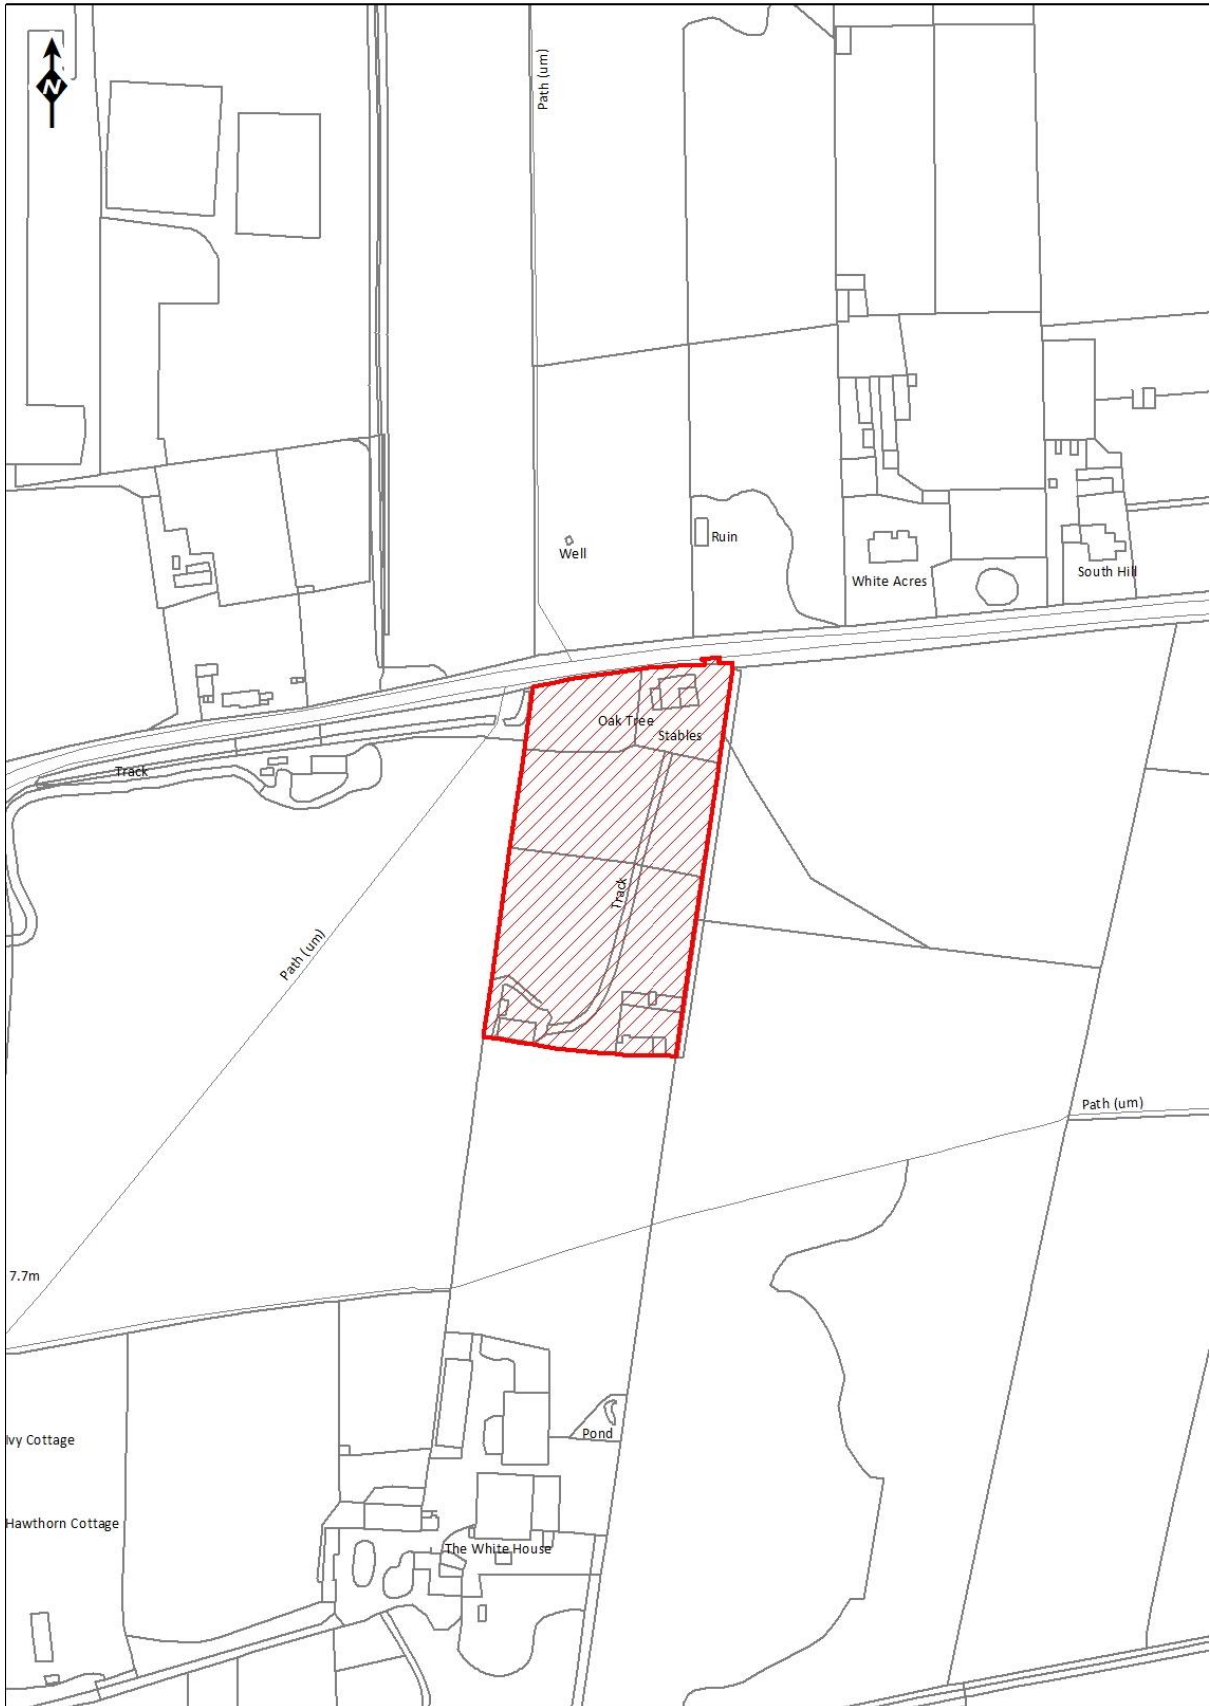 N
Path (um)
Well
Ruin
White Acres
South Hill
Oak Tree
Stables
Track
Track
Path (um)
Path (um)
7.7m
Ivy Cottage
Pond
Hawthorn Cottage
The White House